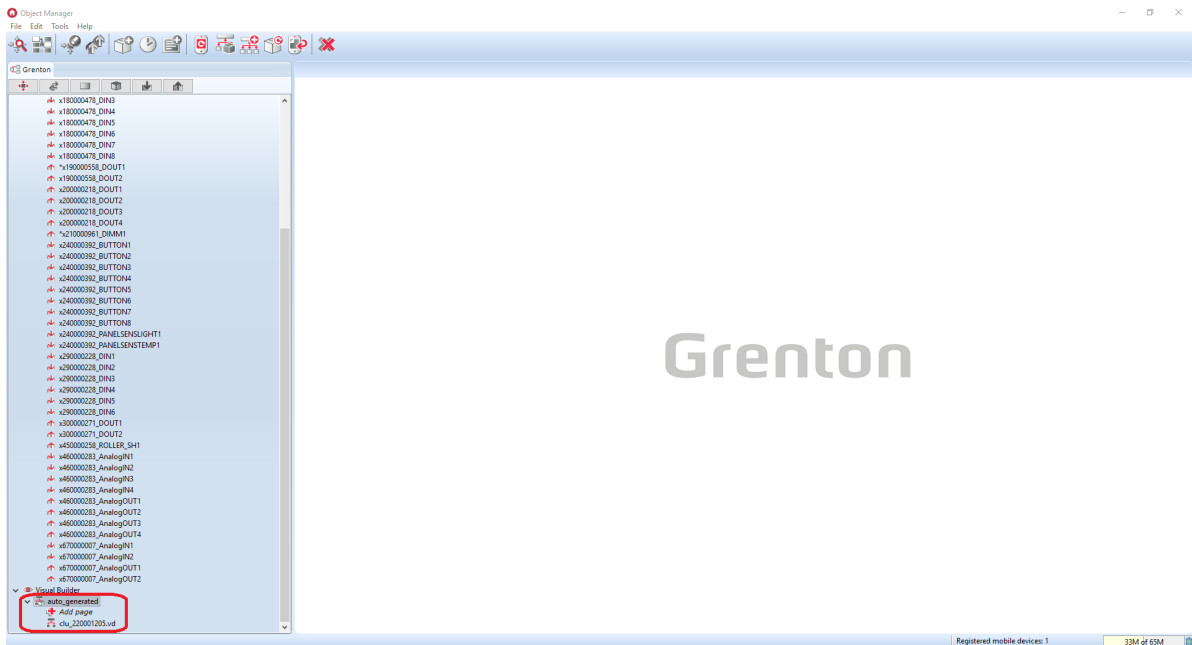 Object Manager
File Edit Tools Help
Grenton
x180000478_DIN3
x180000478_DIN4
x180000478_DIN5
x180000478_DIN6
x180000478_DIN7
x180000478_DIN8
*x190000558_DOUT1
x190000558_DOUT2
x200000218_DOUT1
x200000218_DOUT2
x200000218_DOUT3
x200000218_DOUT4
*x210000961_DIMM1
x240000392_BUTTON1
x240000392_BUTTON2
x240000392_BUTTON3
x240000392_BUTTON4
x240000392_BUTTON5
x240000392_BUTTON6
x240000392_BUTTON7
x240000392_BUTTON8
x240000392_PANELSENSLIGHT1
x240000392_PANELSENSTEMP1
x290000228_DIN1
x290000228_DIN2
x290000228_DIN3
x290000228_DIN4
x290000228_DIN5
x290000228_DIN6
x300000271_DOUT1
x300000271_DOUT2
x450000258_ROLLER_SH1
x460000283_AnalogIN1
x460000283_AnalogIN2
x460000283_AnalogIN3
x460000283_AnalogIN4
x460000283_AnalogOUT1
x460000283_AnalogOUT2
x460000283_AnalogOUT3
x460000283_AnalogOUT4
x670000007_AnalogIN1
x670000007_AnalogIN2
x670000007_AnalogOUT1
x670000007_AnalogOUT2
Visual Builder
auto_generated
Add page
clu_220001205.vd
Grenton
Registered mobile devices: 1
33M of 65M